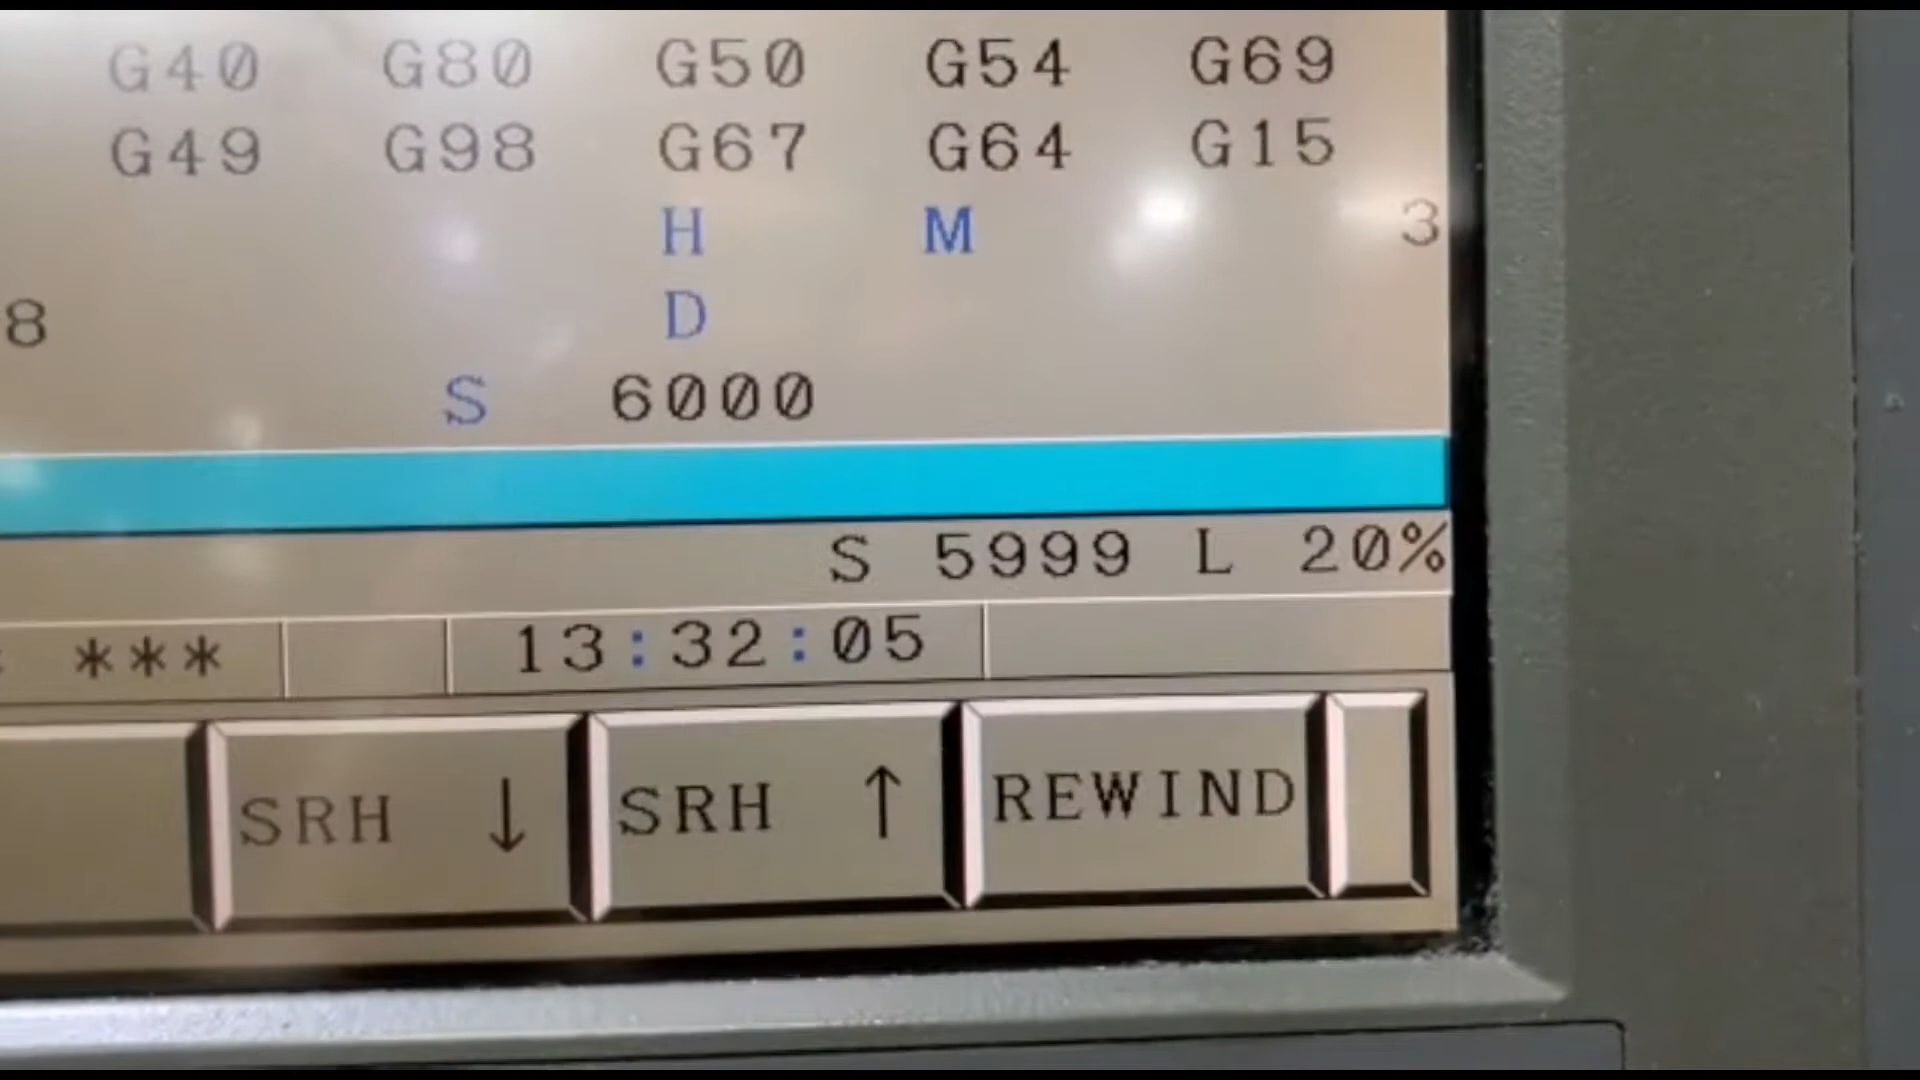 G40 G80 G50 G54 G69
G49 G98 G67 G64 G15
H M 3
8 D
S 6000
S 5999 L 20%
*** 13:32:05
SRH ↓ SRH ↑ REWIND